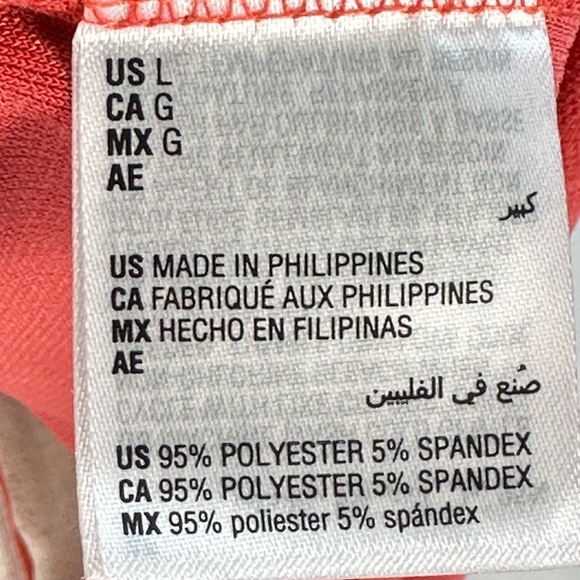 US L
CA G
MX G
AE
كبير
US MADE IN PHILIPPINES
CA FABRIQUÉ AUX PHILIPPINES
MX HECHO EN FILIPINAS
AE
صُنع في الفليبين
US 95% POLYESTER 5% SPANDEX
CA 95% POLYESTER 5% SPANDEX
MX 95% poliester 5% spándex